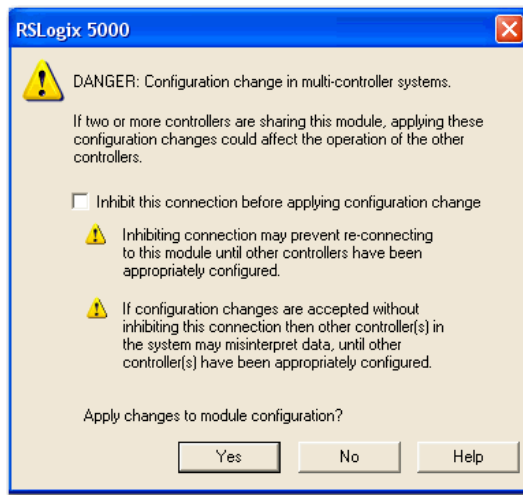 RSLogix 5000
DANGER: Configuration change in multi-controller systems.
If two or more controllers are sharing this module, applying these
configuration changes could affect the operation of the other
controllers.
Inhibit this connection before applying configuration change
Inhibiting connection may prevent re-connecting
to this module until other controllers have been
appropriately configured.
If configuration changes are accepted without
inhibiting this connection then other controller(s) in
the system may misinterpret data, until other
controller(s) have been appropriately configured.
Apply changes to module configuration?
Yes
No
Help